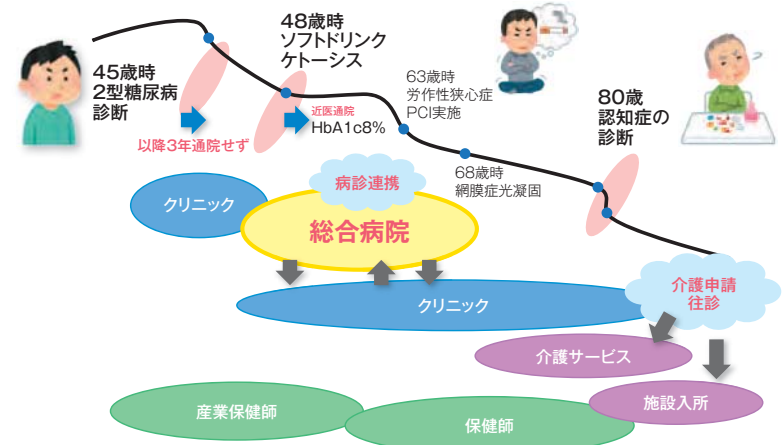 45歳時
2型糖尿病
診断
以降3年通院せず
48歳時
ソフトドリンク
ケトーシス
近医通院
HbA1c8%
63歳時
労作性狭心症
PCI実施
68歳時
網膜症光凝固
80歳
認知症の
診断
クリニック
病診連携
総合病院
クリニック
介護申請
往診
介護サービス
施設入所
産業保健師
保健師